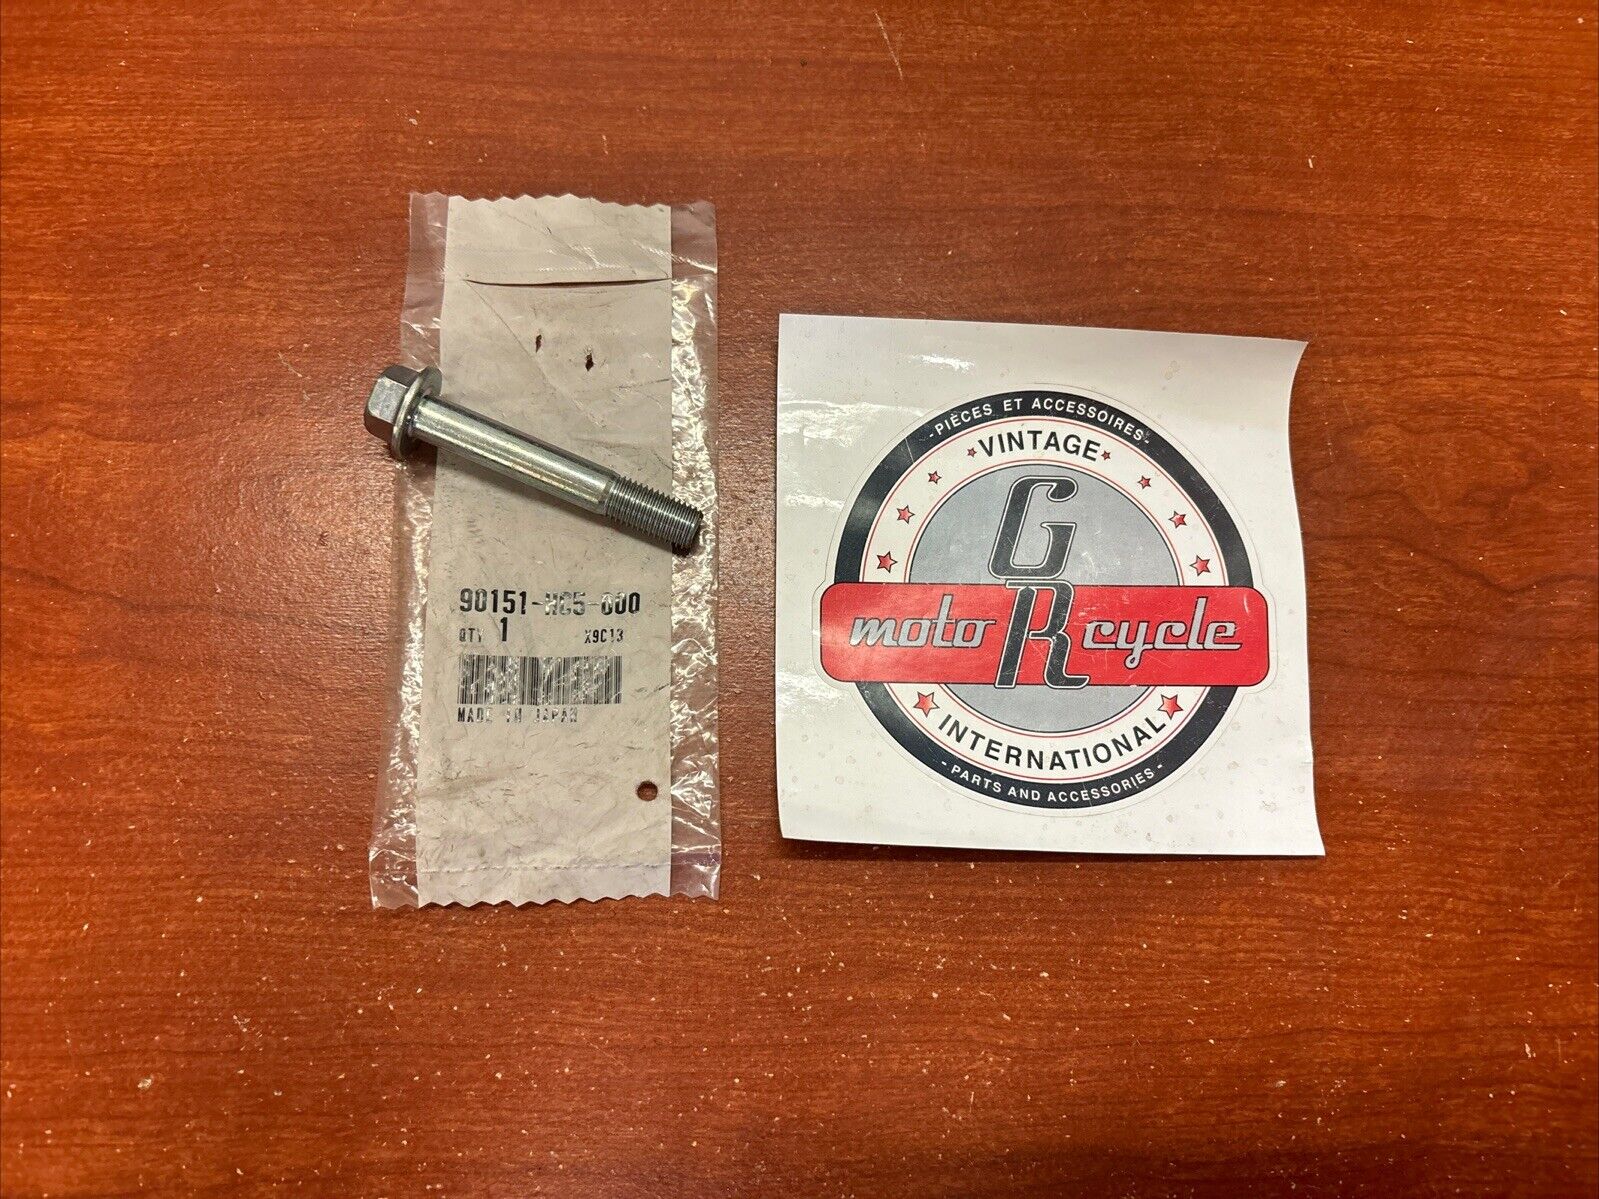 90151-HC5-000
QTY 1 X9C13
MADE IN JAPAN
-PIÈCES ET ACCESSOIRES-
VINTAGE
GR
moto cycle
INTERNATIONAL
- PARTS AND ACCESSORIES -